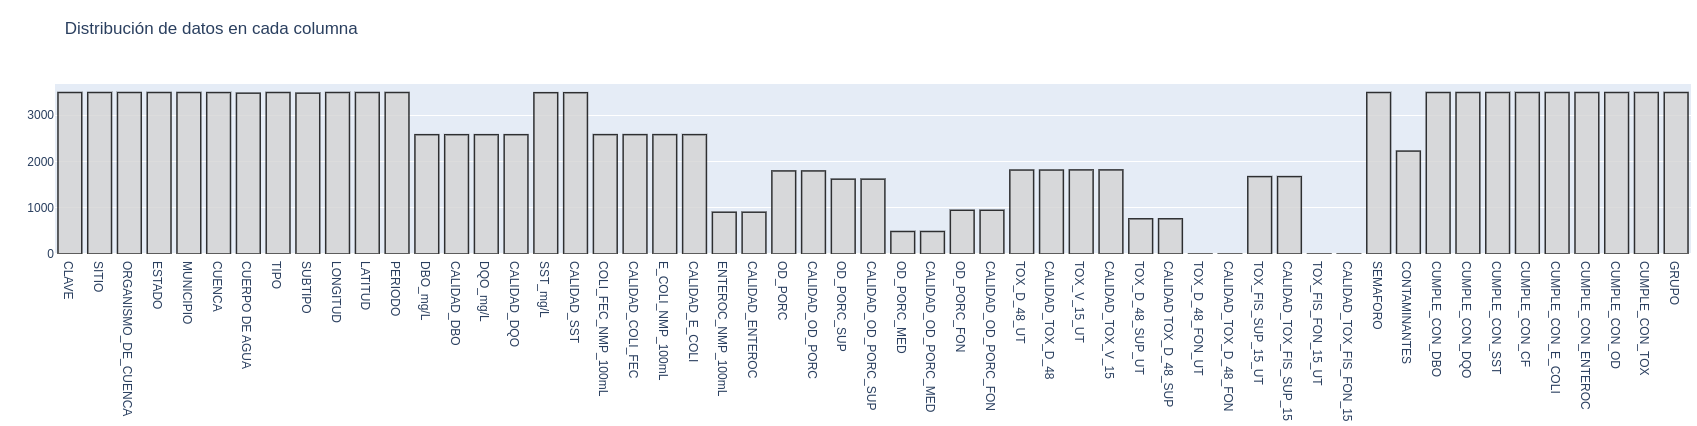 Distribución de datos en cada columna
3000
2000
1000
0
CLAVE
SITIO
ORGANISMO_DE_CUENCA
ESTADO
MUNICIPIO
CUENCA
CUERPO DE AGUA
TIPO
SUBTIPO
LONGITUD
LATITUD
PERIODO
DBO_mg/L
CALIDAD_DBO
DQO_mg/L
CALIDAD_DQO
SST_mg/L
CALIDAD_SST
COLI_FEC_NMP_100mL
CALIDAD_COLI_FEC
E_COLI_NMP_100mL
CALIDAD_E_COLI
ENTEROC_NMP_100mL
CALIDAD_ENTEROC
OD_PORC
CALIDAD_OD_PORC
OD_PORC_SUP
CALIDAD_OD_PORC_SUP
OD_PORC_MED
CALIDAD_OD_PORC_MED
OD_PORC_FON
CALIDAD_OD_PORC_FON
TOX_D_48_UT
CALIDAD_TOX_D_48
TOX_V_15_UT
CALIDAD_TOX_V_15
TOX_D_48_SUP_UT
CALIDAD_TOX_D_48_SUP
TOX_D_48_FON_UT
CALIDAD_TOX_D_48_FON
TOX_FIS_SUP_15_UT
CALIDAD_TOX_FIS_SUP_15
TOX_FIS_FON_15_UT
CALIDAD_TOX_FIS_FON_15
SEMAFORO
CONTAMINANTES
CUMPLE_CON_DBO
CUMPLE_CON_DQO
CUMPLE_CON_SST
CUMPLE_CON_CF
CUMPLE_CON_E_COLI
CUMPLE_CON_ENTEROC
CUMPLE_CON_OD
CUMPLE_CON_TOX
GRUPO